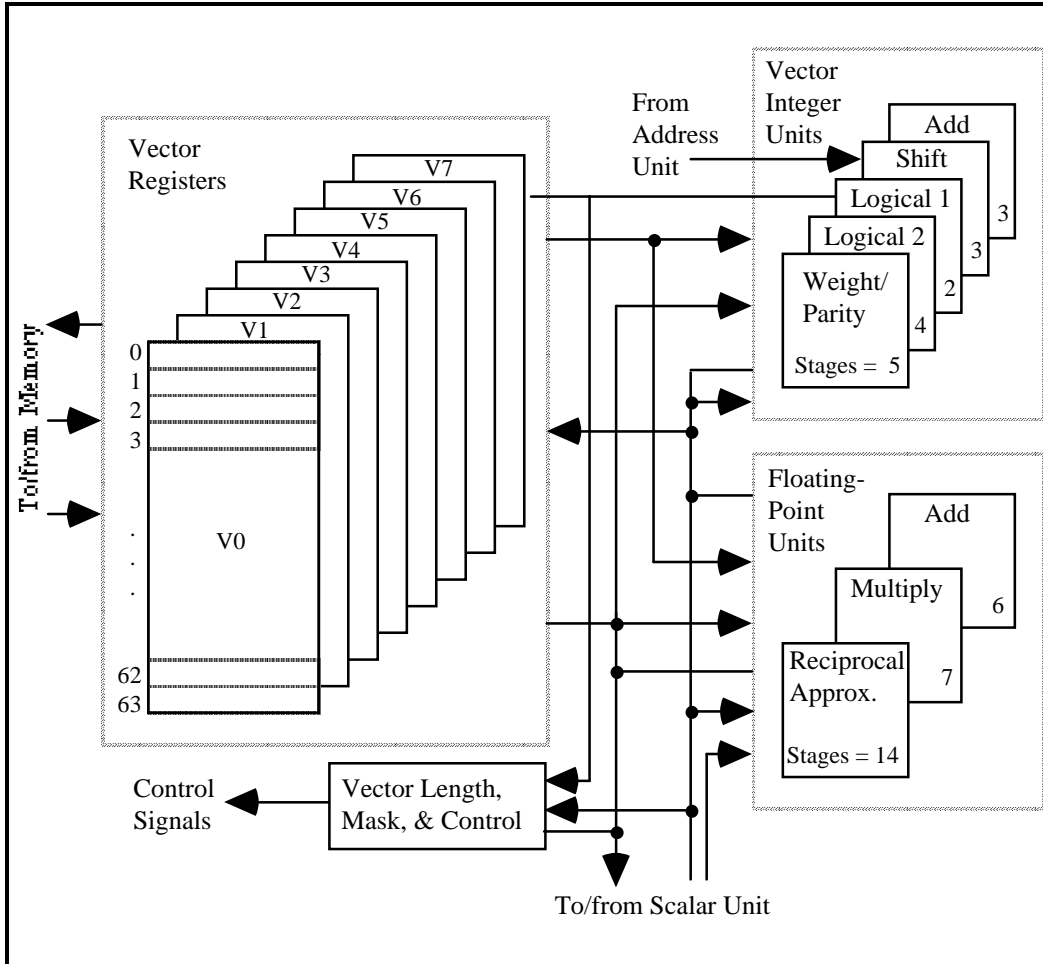 Vector
Registers
V7
V6
V5
V4
V3
V2
V1
V0
0
1
2
3
.
.
.
62
63
To/from Memory
From
Address
Unit
Vector
Integer
Units
Add
3
Shift
3
Logical 1
2
Logical 2
4
Weight/
Parity
Stages = 5
Floating-
Point
Units
Add
6
Multiply
7
Reciprocal
Approx.
Stages = 14
Control
Signals
Vector Length,
Mask, & Control
To/from Scalar Unit